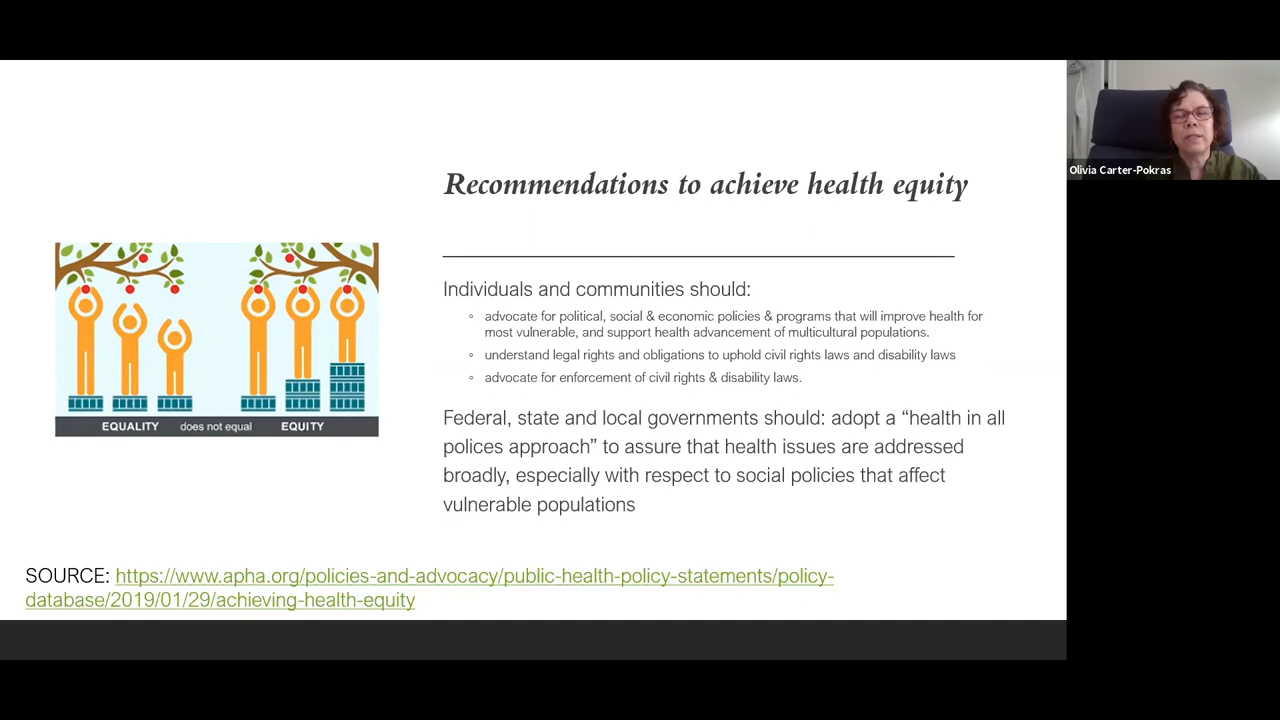 Recommendations to achieve health equity
Individuals and communities should:
◦ advocate for political, social & economic policies & programs that will improve health for
most vulnerable, and support health advancement of multicultural populations.
◦ understand legal rights and obligations to uphold civil rights laws and disability laws
◦ advocate for enforcement of civil rights & disability laws.
Federal, state and local governments should: adopt a “health in all
polices approach” to assure that health issues are addressed
broadly, especially with respect to social policies that affect
vulnerable populations
EQUALITY does not equal EQUITY
SOURCE: https://www.apha.org/policies-and-advocacy/public-health-policy-statements/policy-
database/2019/01/29/achieving-health-equity
Olivia Carter-Pokras